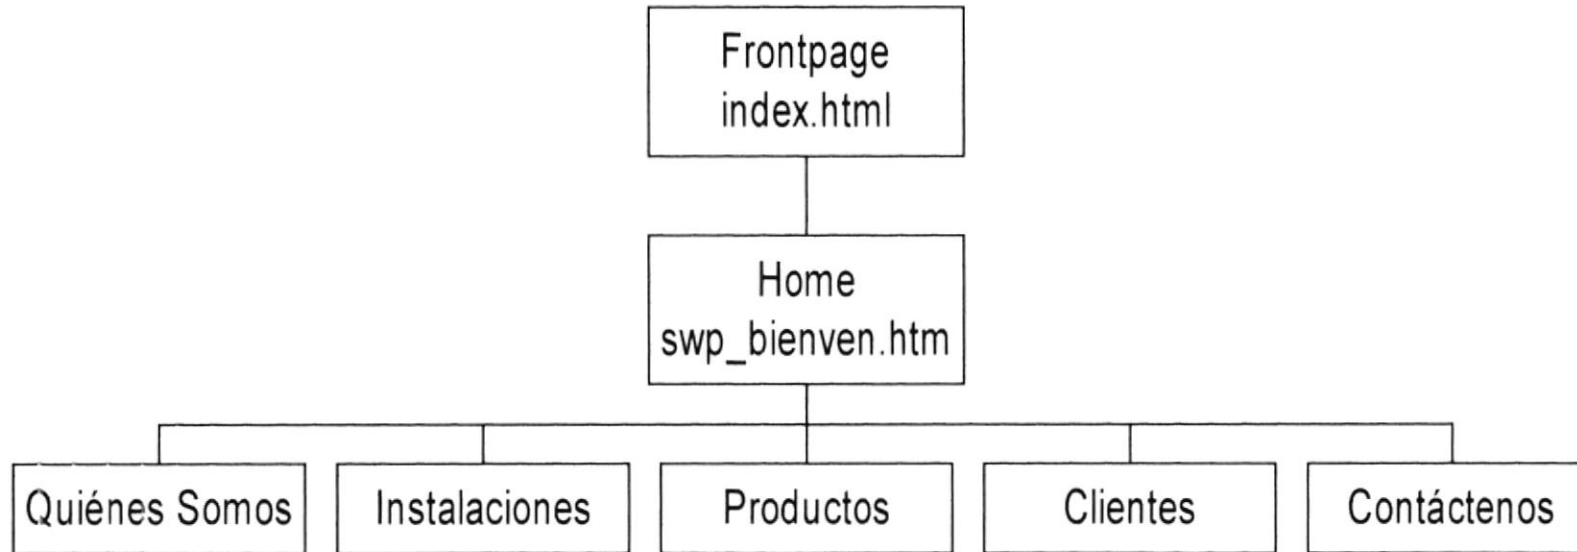 Frontpage
index.html
Home
swp_bienven.htm
Quiénes Somos
Instalaciones
Productos
Clientes
Contáctenos